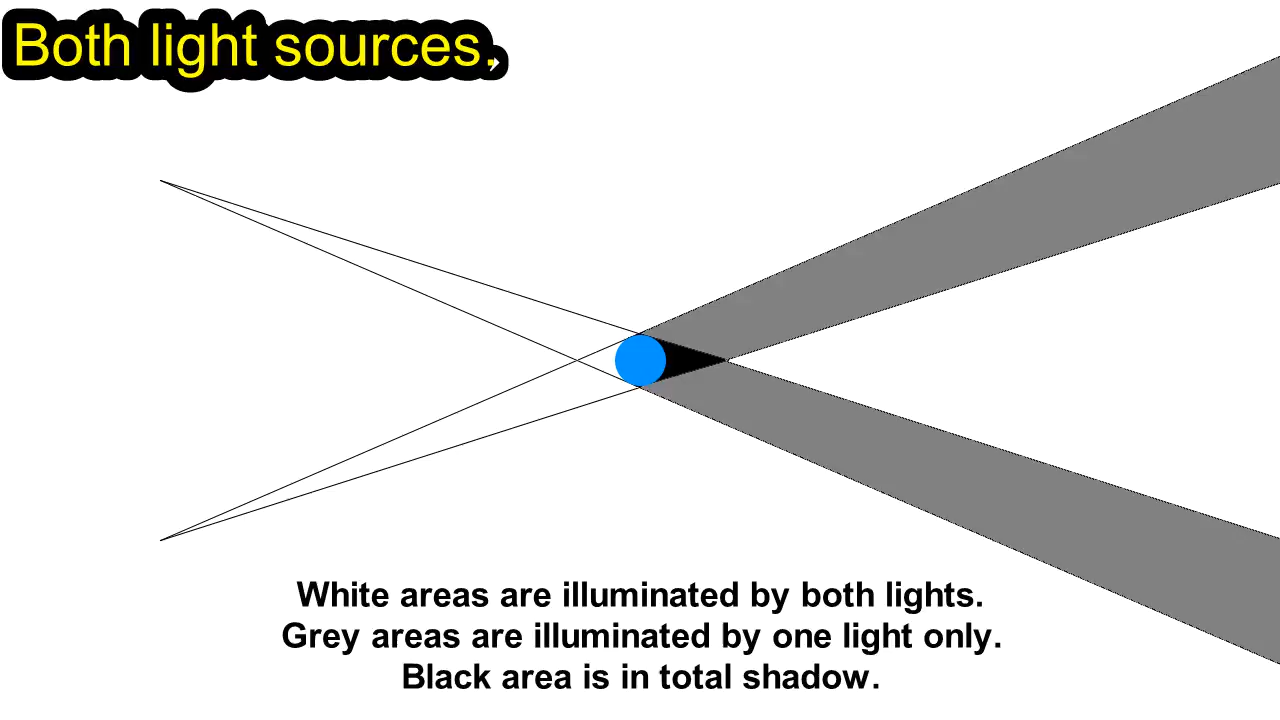 Both light sources.
White areas are illuminated by both lights.
Grey areas are illuminated by one light only.
Black area is in total shadow.